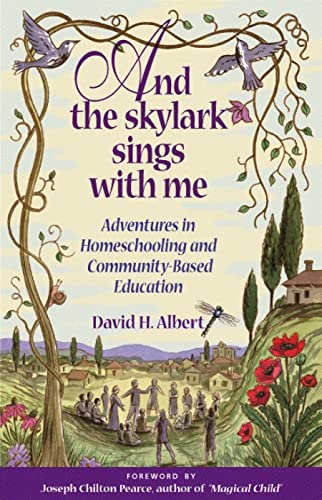 And
the skylark
sings
with me
Adventures in
Homeschooling and
Community-Based
Education
David H. Albert
FOREWORD BY
Joseph Chilton Pearce, author of 'Magical Child'